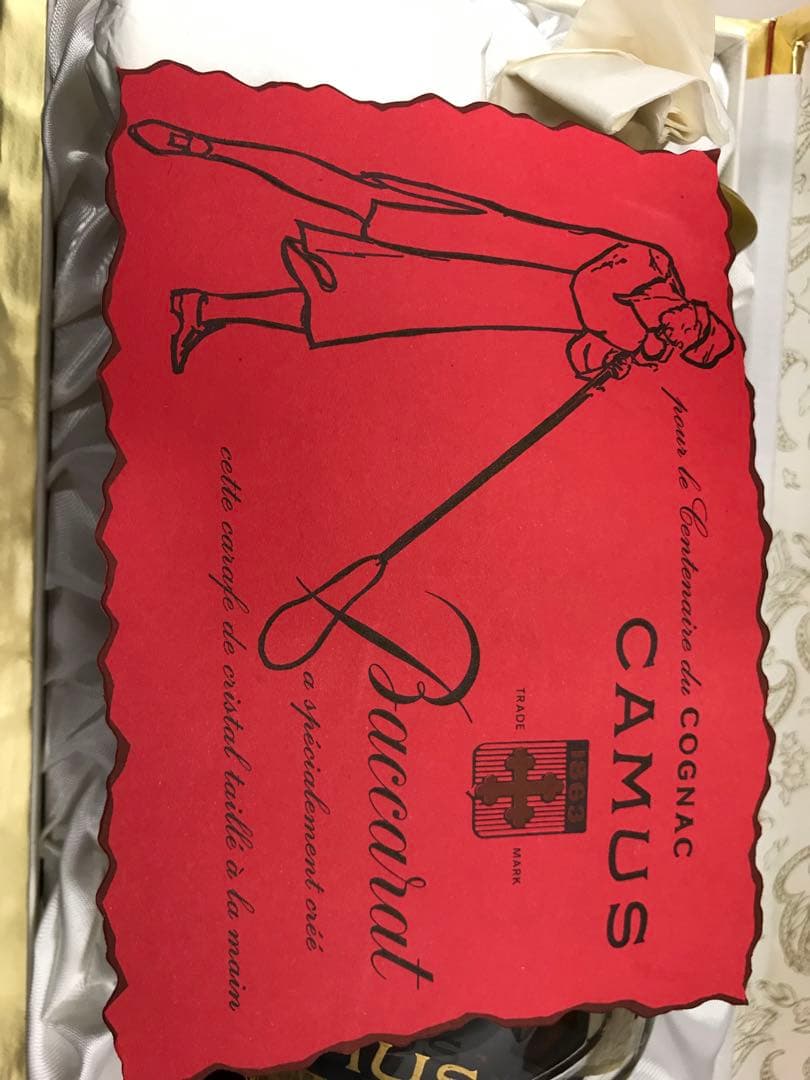 pour le Centenaire du COGNAC
CAMUS
1863
TRADE MARK
Baccarat
a spécialement créé
cette carafe de cristal taillé à la main